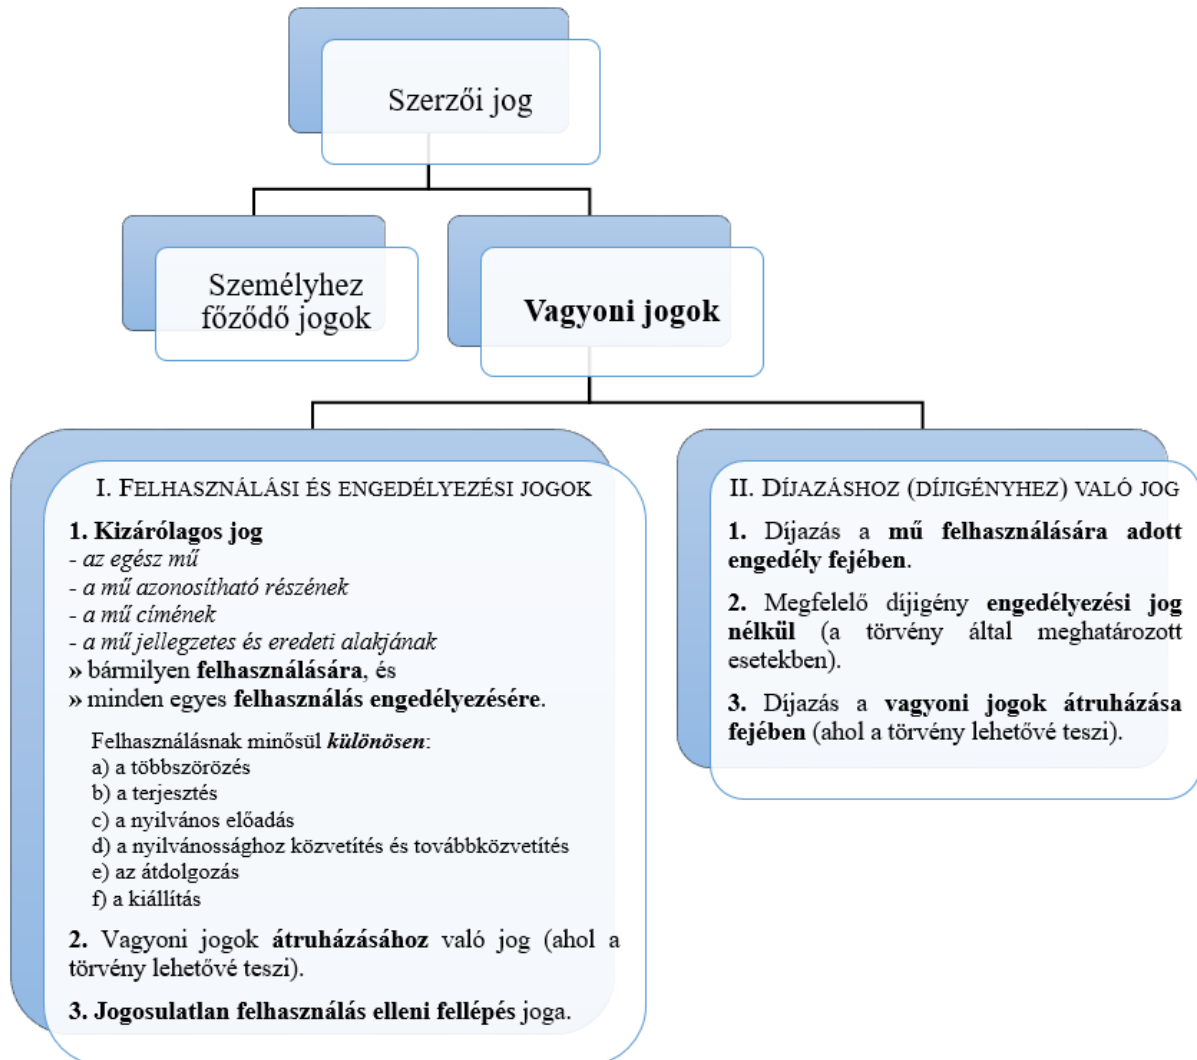 Szerzői jog
Személyhez
főződő jogok
Vagyoni jogok
I. FELHASZNÁLÁSI ÉS ENGEDÉLYEZÉSI JOGOK
1. Kizárólagos jog
- az egész mű
- a mű azonosítható részének
- a mű címének
- a mű jellegzetes és eredeti alakjának
» bármilyen felhasználására, és
» minden egyes felhasználás engedélyezésére.
Felhasználásnak minősül különösen:
a) a többszörözés
b) a terjesztés
c) a nyilvános előadás
d) a nyilvánossághoz közvetítés és továbbközvetítés
e) az átdolgozás
f) a kiállítás
2. Vagyoni jogok átruházásához való jog (ahol a
törvény lehetővé teszi).
3. Jogosulatlan felhasználás elleni fellépés joga.
II. DÍJAZÁSHOZ (DÍJIGÉNYHEZ) VALÓ JOG
1. Díjazás a mű felhasználására adott
engedély fejében.
2. Megfelelő díjigény engedélyezési jog
nélkül (a törvény által meghatározott
esetekben).
3. Díjazás a vagyoni jogok átruházása
fejében (ahol a törvény lehetővé teszi).